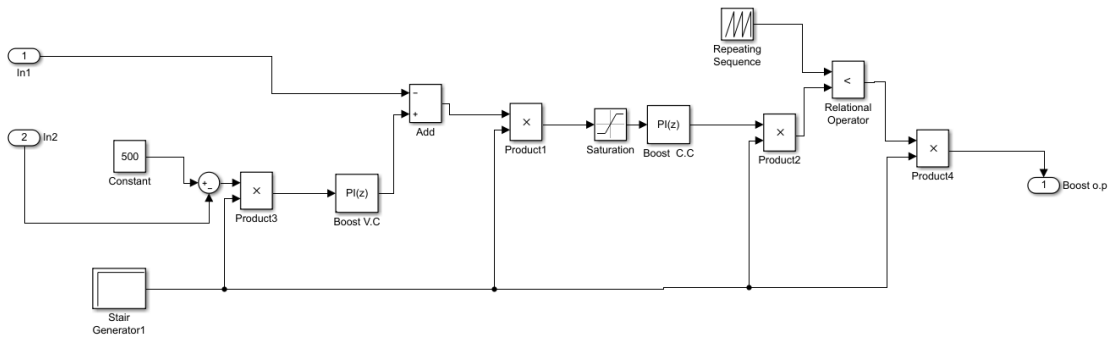 1
In1
2
In2
500
Constant
+
−
×
Product3
PI(z)
Boost V.C
−
+
Add
×
Product1
Saturation
PI(z)
Boost C.C
Repeating
Sequence
×
Product2
<
Relational
Operator
×
Product4
1
Boost o.p
Stair
Generator1